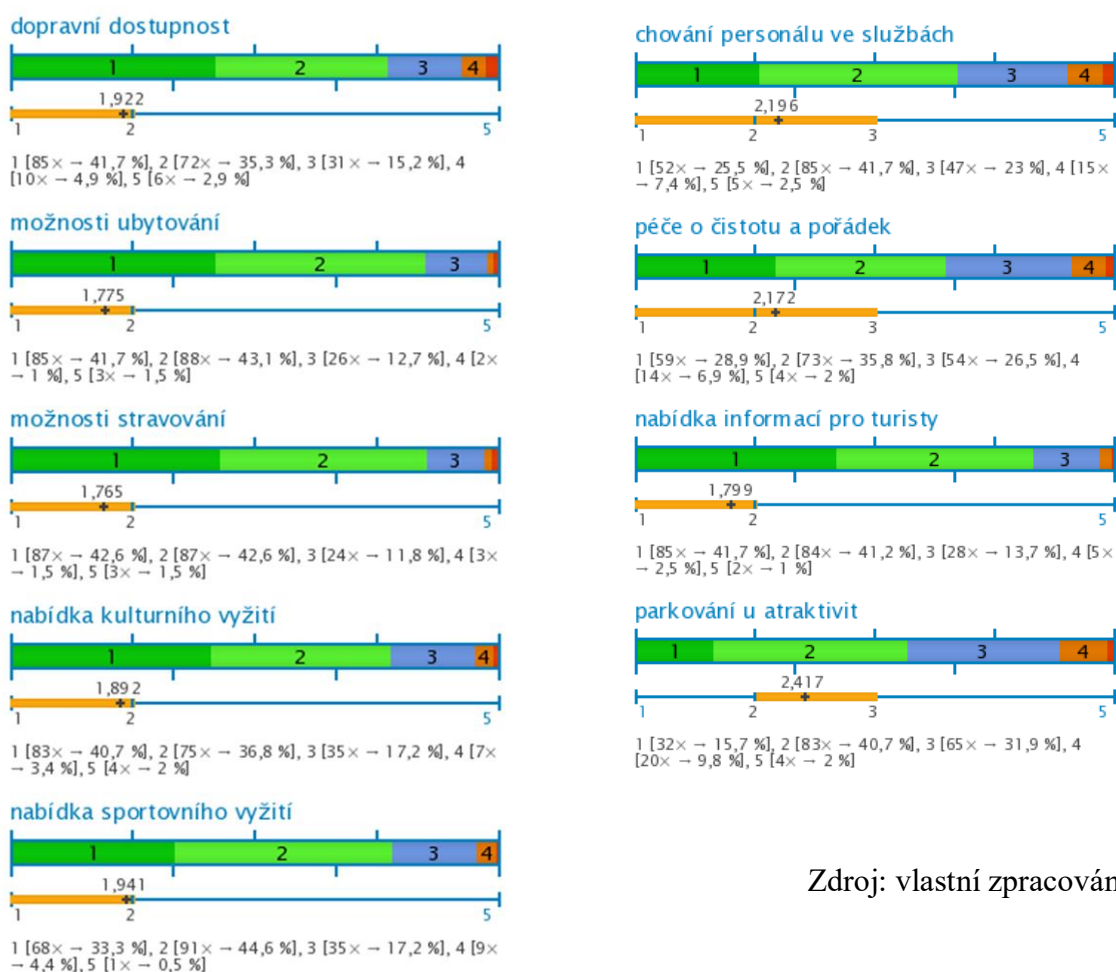 dopravní dostupnost
1 2 3 4
1,922
1 2 5
1 [85× → 41,7 %], 2 [72× → 35,3 %], 3 [31× → 15,2 %], 4
[10× → 4,9 %], 5 [6× → 2,9 %]
možnosti ubytování
1 2 3
1,775
1 2 5
1 [85× → 41,7 %], 2 [88× → 43,1 %], 3 [26× → 12,7 %], 4 [2×
→ 1 %], 5 [3× → 1,5 %]
možnosti stravování
1 2 3
1,765
1 2 5
1 [87× → 42,6 %], 2 [87× → 42,6 %], 3 [24× → 11,8 %], 4 [3×
→ 1,5 %], 5 [3× → 1,5 %]
nabídka kulturního vyžití
1 2 3 4
1,892
1 2 5
1 [83× → 40,7 %], 2 [75× → 36,8 %], 3 [35× → 17,2 %], 4 [7×
→ 3,4 %], 5 [4× → 2 %]
nabídka sportovního vyžití
1 2 3 4
1,941
1 2 5
1 [68× → 33,3 %], 2 [91× → 44,6 %], 3 [35× → 17,2 %], 4 [9×
→ 4,4 %], 5 [1× → 0,5 %]
chování personálu ve službách
1 2 3 4
2,196
1 2 3 5
1 [52× → 25,5 %], 2 [85× → 41,7 %], 3 [47× → 23 %], 4 [15×
→ 7,4 %], 5 [5× → 2,5 %]
péče o čistotu a pořádek
1 2 3 4
2,172
1 2 3 5
1 [59× → 28,9 %], 2 [73× → 35,8 %], 3 [54× → 26,5 %], 4
[14× → 6,9 %], 5 [4× → 2 %]
nabídka informací pro turisty
1 2 3
1,799
1 2 5
1 [85× → 41,7 %], 2 [84× → 41,2 %], 3 [28× → 13,7 %], 4 [5×
→ 2,5 %], 5 [2× → 1 %]
parkování u atraktivit
1 2 3 4
2,417
1 2 3 5
1 [32× → 15,7 %], 2 [83× → 40,7 %], 3 [65× → 31,9 %], 4
[20× → 9,8 %], 5 [4× → 2 %]
Zdroj: vlastní zpracován